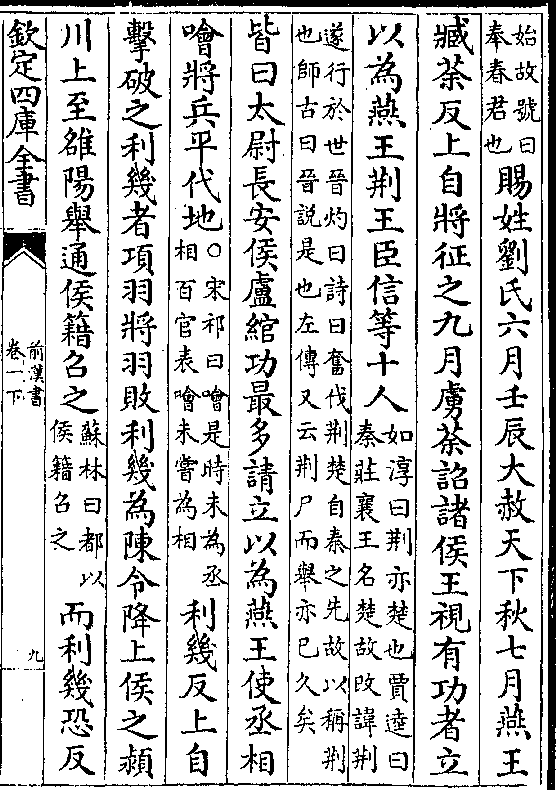 始故號曰
奉春君也
賜姓劉氏六月壬辰大赦天下秋七月燕王
臧荼反上自將征之九月虜荼詔諸侯王視有功者立
以為燕王荆王臣信等十人
如淳曰荆亦楚也賈逵曰
秦莊襄王名楚故改諱荆
遂行於世晉灼曰詩曰奮伐荆楚自秦之先故以稱荆
也師古曰晉説是也左傳又云荆尸而舉亦已久矣
皆曰太尉長安侯盧綰功最多請立以為燕王使丞相
噲將兵平代地
○宋祁曰噲是時未為丞
相百官表噲未嘗為相
利幾反上自
擊破之利幾者項羽將羽敗利幾為陳令降上侯之潁
川上至雒陽舉通侯籍召之
蘇林曰都以
侯籍召之
而利幾恐反
欽定四庫全書
前漢書
卷一下
九